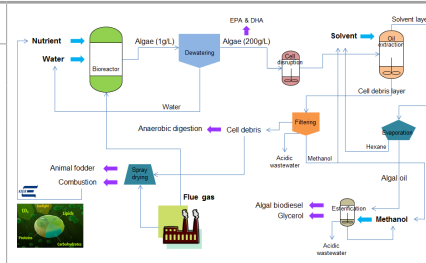 Solvent layer
EPA & DHA
Nutrient
Algae (1g/L)
Algae (200g/L)
Solvent
Oil
extraction
Dewatering
Water
Cell
disruption
Bioreactor
Cell debris layer
Water
Filtering
Anaerobic digestion
Cell debris
Evaporation
Hexane
Acidic
wastewater
Methanol
Animal fodder
Spray
drying
Combustion
Algal oil
Flue gas
Algal biodiesel
Esterification
Glycerol
Methanol
Acidic
wastewater
CO2
Lipids
Proteins
Carbohydrates